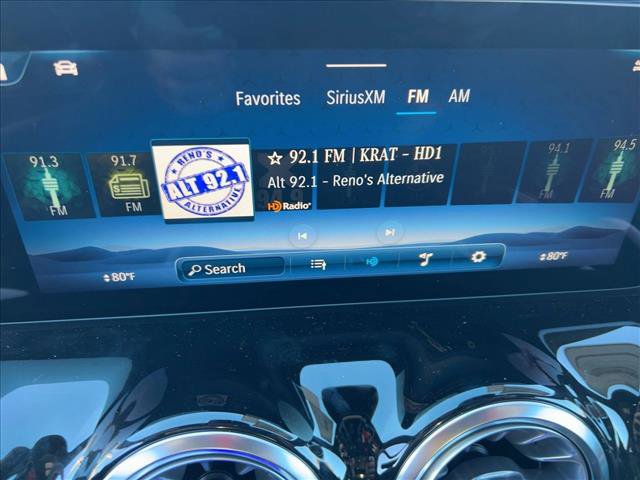 Favorites SiriusXM FM AM
91.3 FM
91.7 FM
RENO'S
ALT 92.1
ALTERNATIVE
☆ 92.1 FM | KRAT - HD1
Alt 92.1 - Reno's Alternative
HD Radio
94.1 FM
94.5 FM
80°F
Search
HD
80°F